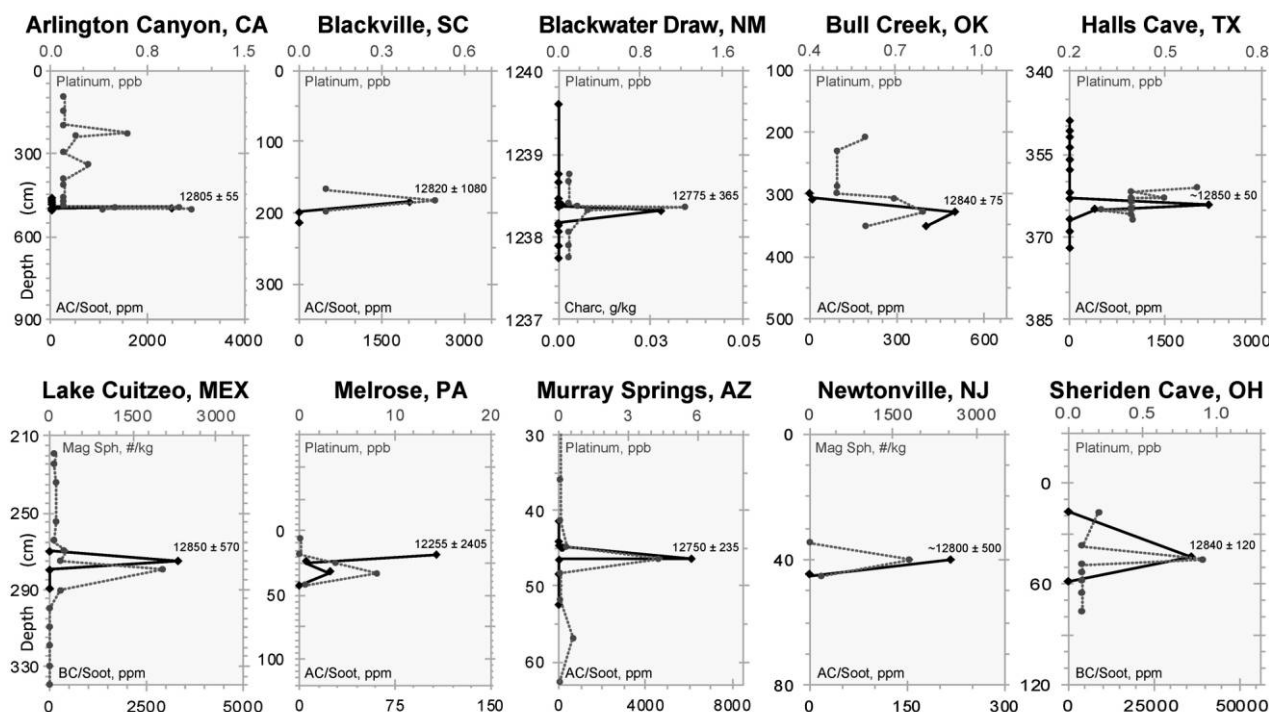 Arlington Canyon, CA
0.0 0.6 1.0 1.5
Platinum, ppb
0
300
600
900
Depth (cm)
12805 ± 55
AC/Soot, ppm
0 2000 4000
Blackville, SC
0.0 0.3 0.6
0
100
200
300
12820 ± 1080
AC/Soot, ppm
0 1500 3000
Blackwater Draw, NM
0.0 0.6 1.2 1.8
Platinum, ppb
1240
1239
1238
1237
12775 ± 365
Charc, g/kg
0.00 0.03 0.05
Bull Creek, OK
0.4 0.7 1.0
Platinum, ppb
100
200
300
400
500
12840 ± 75
AC/Soot, ppm
0 300 600
Halls Cave, TX
0.2 0.5 0.8
Platinum, ppb
340
355
370
385
~12850 ± 50
AC/Soot, ppm
0 1500 3000
Lake Cuitzeo, MEX
0 1500 3000
Mag Sph, #/kg
210
250
290
330
Depth (cm)
12850 ± 570
BC/Soot, ppm
0 2500 5000
Melrose, PA
0 10 20
Platinum, ppb
0
40
80
120
12255 ± 2405
AC/Soot, ppm
0 5 10 15
Murray Springs, AZ
0 3 6
Platinum, ppb
30
40
50
60
12750 ± 235
AC/Soot, ppm
0 4000 8000
Newtonville, NJ
0 1500 3000
Mag Sph, #/kg
0
40
80
~12800 ± 500
AC/Soot, ppm
0 150 300
Sheriden Cave, OH
0.0 0.5 1.0
Platinum, ppb
0
60
120
12840 ± 120
BC/Soot, ppm
0 25000 50000